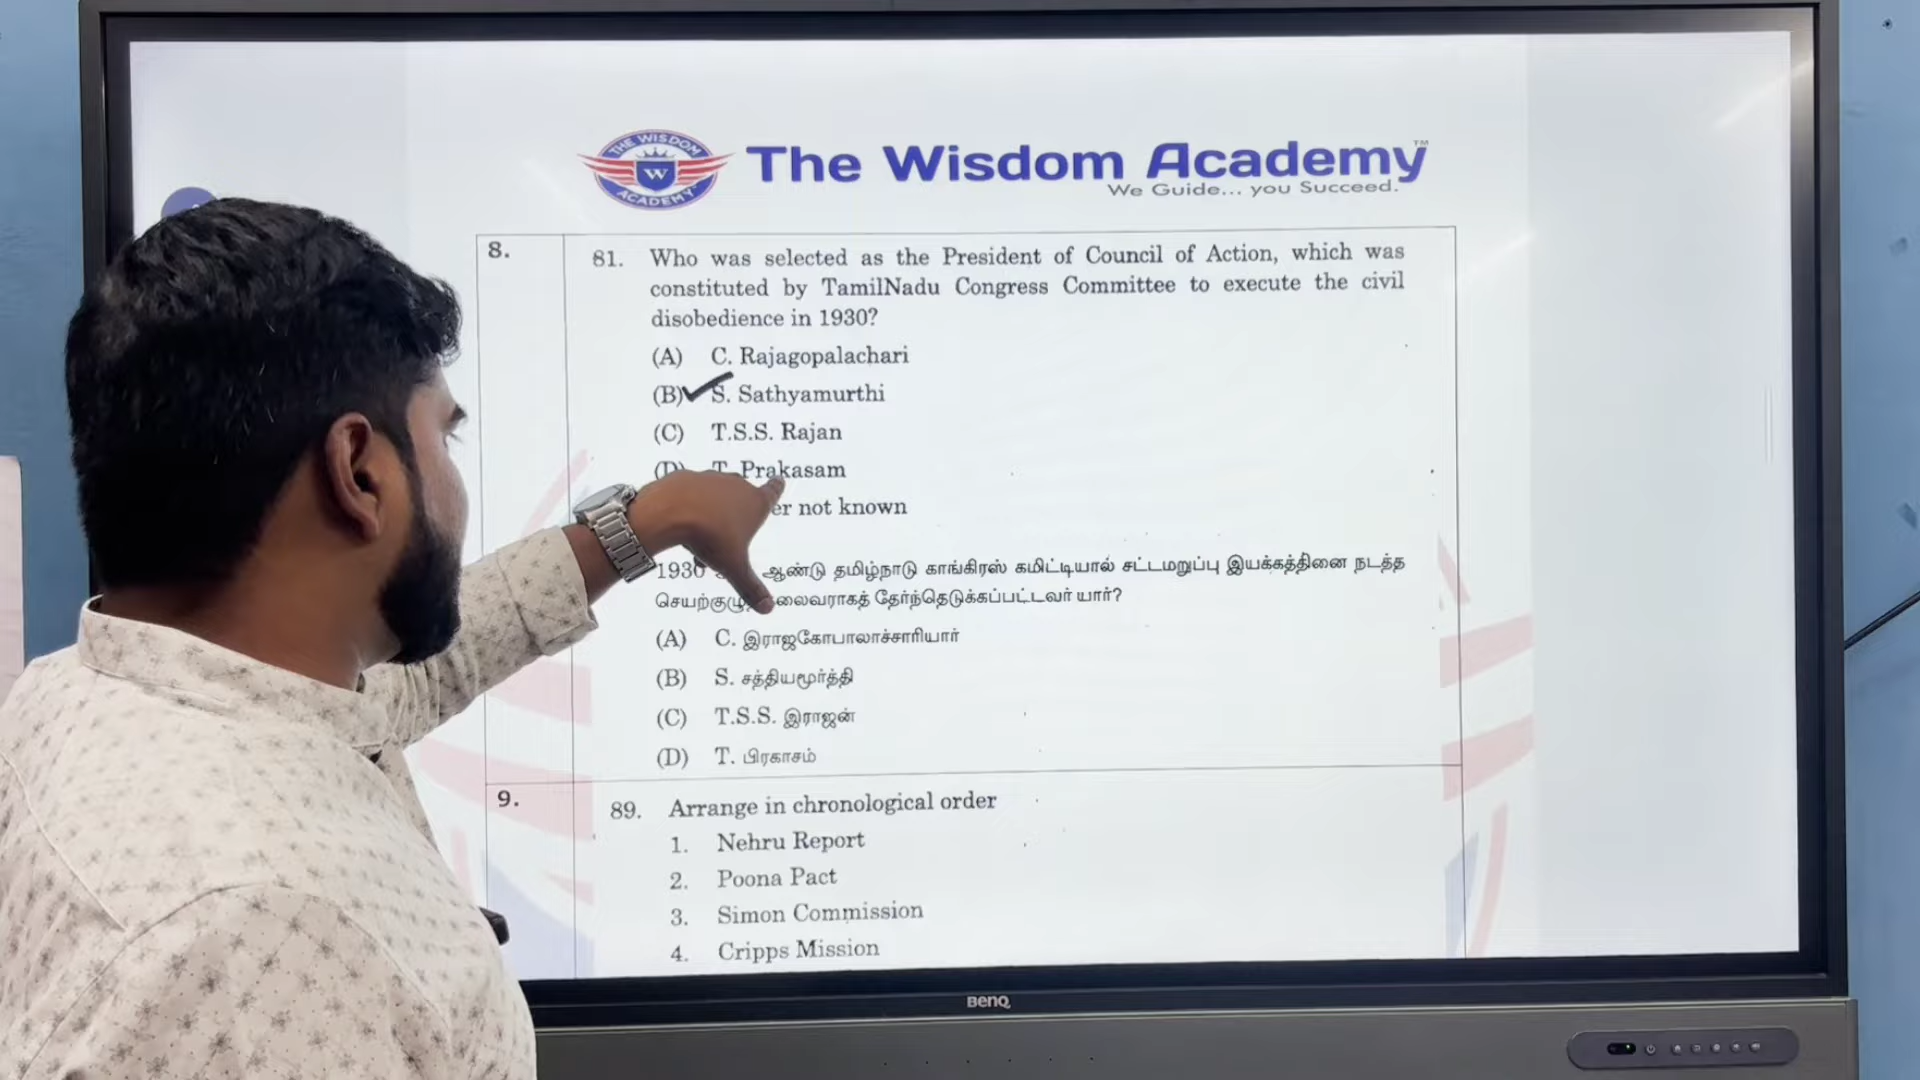 THE WISDOM
W
ACADEMY
The Wisdom Academy™
We Guide... you Succeed.
8.
81. Who was selected as the President of Council of Action, which was
constituted by TamilNadu Congress Committee to execute the civil
disobedience in 1930?
(A) C. Rajagopalachari
(B) S. Sathyamurthi
(C) T.S.S. Rajan
(D) T. Prakasam
not known
1930 ஆண்டு தமிழ்நாடு காங்கிரஸ் கமிட்டியால் சட்டமறுப்பு இயக்கத்தினை நடத்த
தேர்ந்தெடுக்கப்பட்டவர் யார்?
(A) C. இராஜகோபாலாச்சாரியார்
(B) S. சத்தியமூர்த்தி
(C) T.S.S. இராஜன்
(D) T. பிரகாசம்
9.
89. Arrange in chronological order
1. Nehru Report
2. Poona Pact
3. Simon Commission
4. Cripps Mission
BenQ